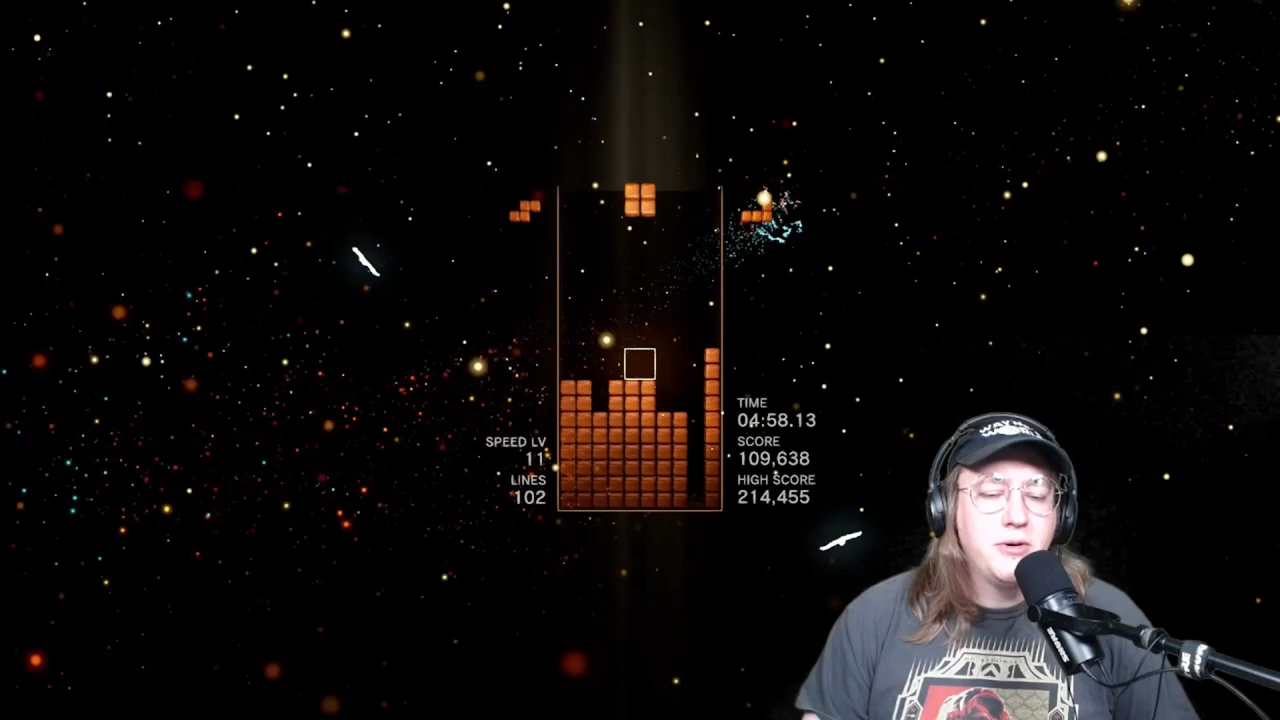 TIME
04:58.13
SPEED LV
SCORE
11
109,638
LINES
HIGH SCORE
102
214,455